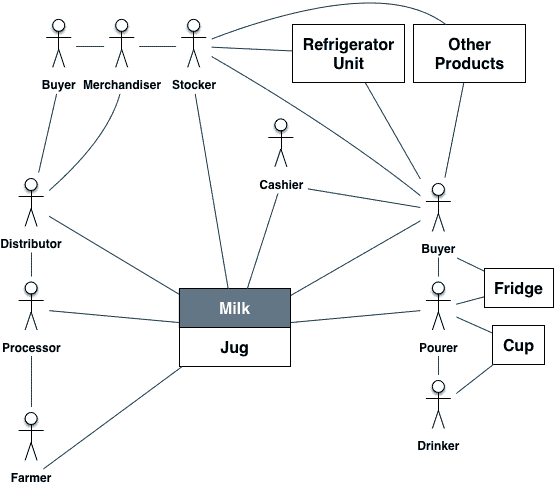 Refrigerator
Unit
Other
Products
Buyer
Merchandiser
Stocker
Cashier
Distributor
Buyer
Milk
Jug
Fridge
Processor
Pourer
Cup
Drinker
Farmer